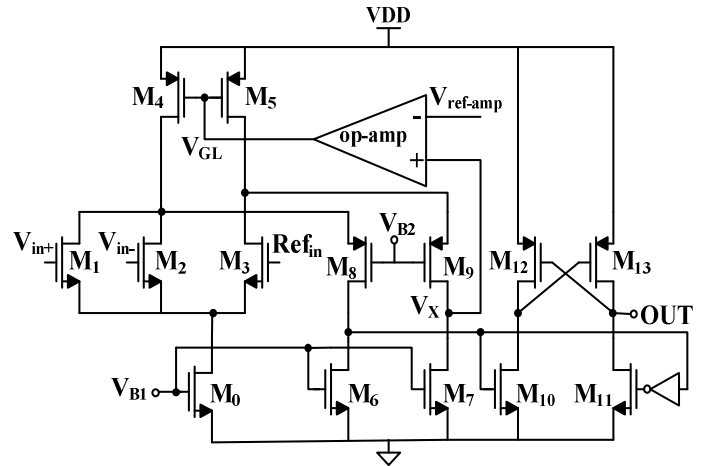 VDD
M4
M5
op-amp
-
+
Vref-amp
VGL
Vin+
M1
Vin-
M2
M3
Refin
M8
VB2
M9
M12
M13
VX
OUT
VB1
M0
M6
M7
M10
M11